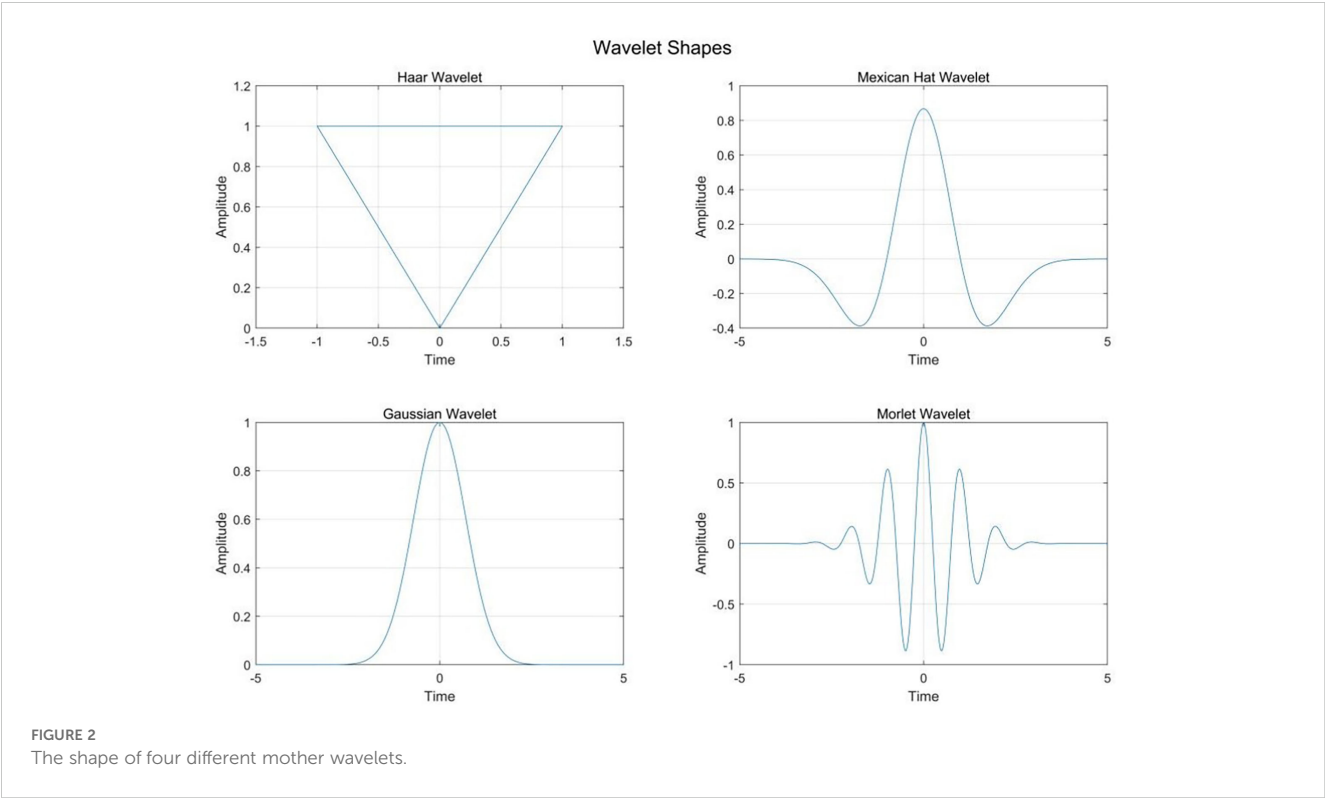 Wavelet Shapes
Haar Wavelet
1.2
1
0.8
0.6
0.4
0.2
0
Amplitude
-1.5 -1 -0.5 0 0.5 1 1.5
Time
Mexican Hat Wavelet
1
0.8
0.6
0.4
0.2
0
-0.2
-0.4
Amplitude
-5 0 5
Time
Gaussian Wavelet
1
0.8
0.6
0.4
0.2
0
Amplitude
-5 0 5
Time
Morlet Wavelet
1
0.5
0
-0.5
-1
Amplitude
-5 0 5
Time
FIGURE 2
The shape of four different mother wavelets.